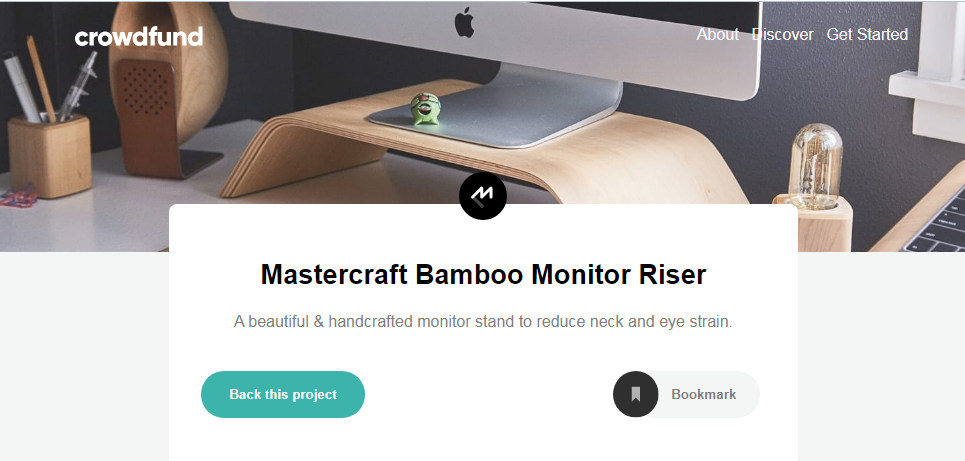 crowdfund
About Discover Get Started
Mastercraft Bamboo Monitor Riser
A beautiful & handcrafted monitor stand to reduce neck and eye strain.
Back this project
Bookmark